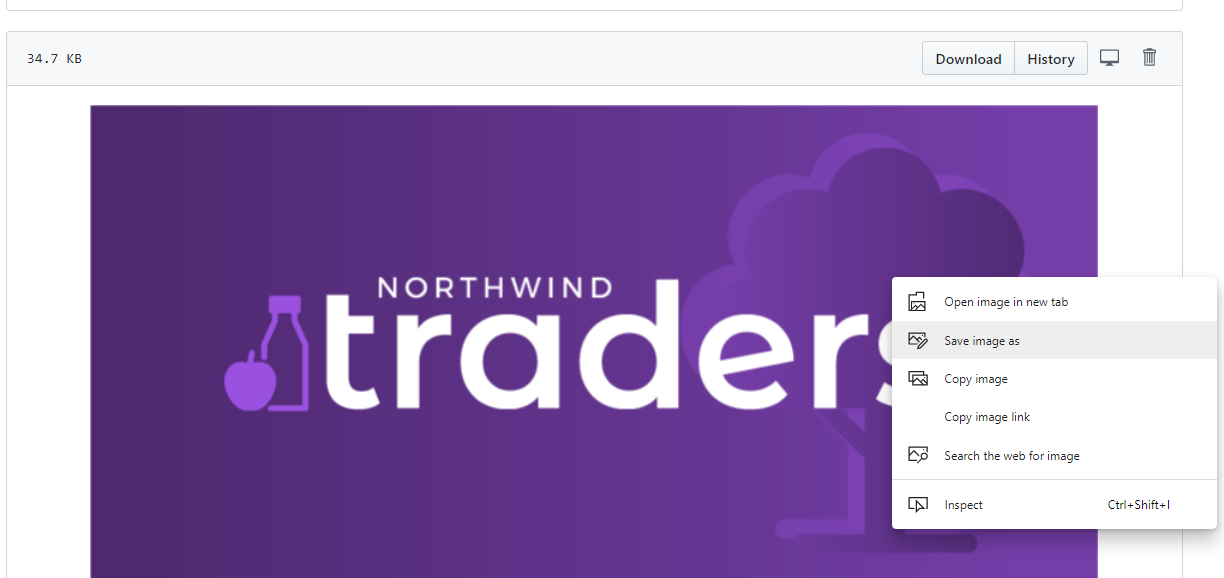 34.7 KB
Download
History
NORTHWIND
traders
Open image in new tab
Save image as
Copy image
Copy image link
Search the web for image
Inspect Ctrl+Shift+I